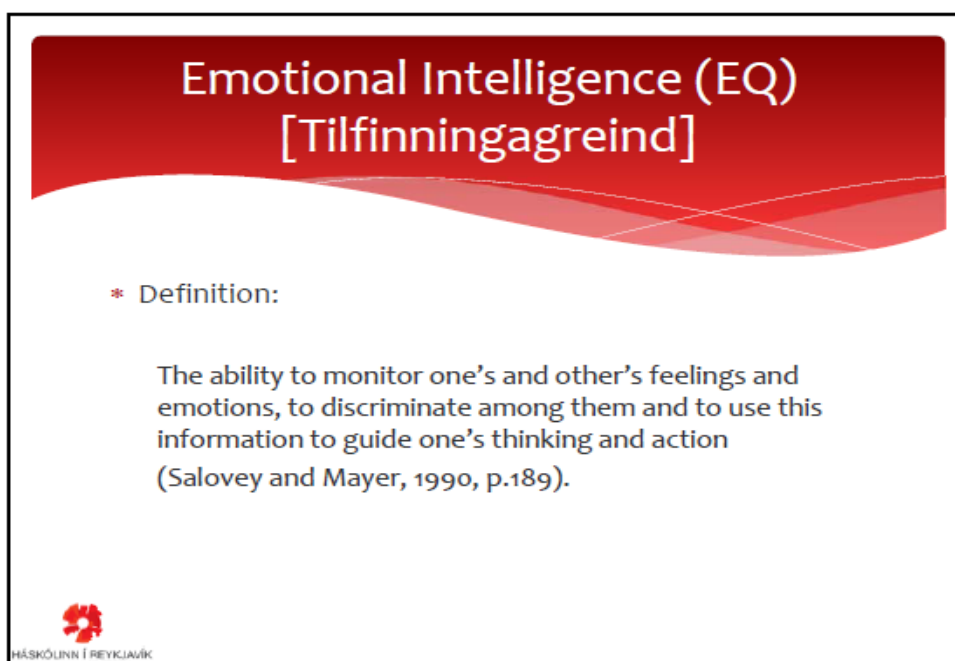 Emotional Intelligence (EQ)
[Tilfinningagreind]
* Definition:
The ability to monitor one's and other's feelings and
emotions, to discriminate among them and to use this
information to guide one's thinking and action
(Salovey and Mayer, 1990, p.189).
HÁSKÓLINN Í REYKJAVÍK